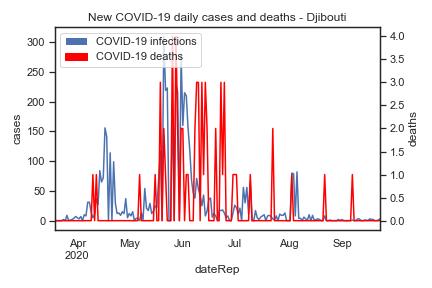 New COVID-19 daily cases and deaths - Djibouti
COVID-19 infections
COVID-19 deaths
cases
300
250
200
150
100
50
0
deaths
4.0
3.5
3.0
2.5
2.0
1.5
1.0
0.5
0.0
Apr
2020
May
Jun
Jul
Aug
Sep
dateRep